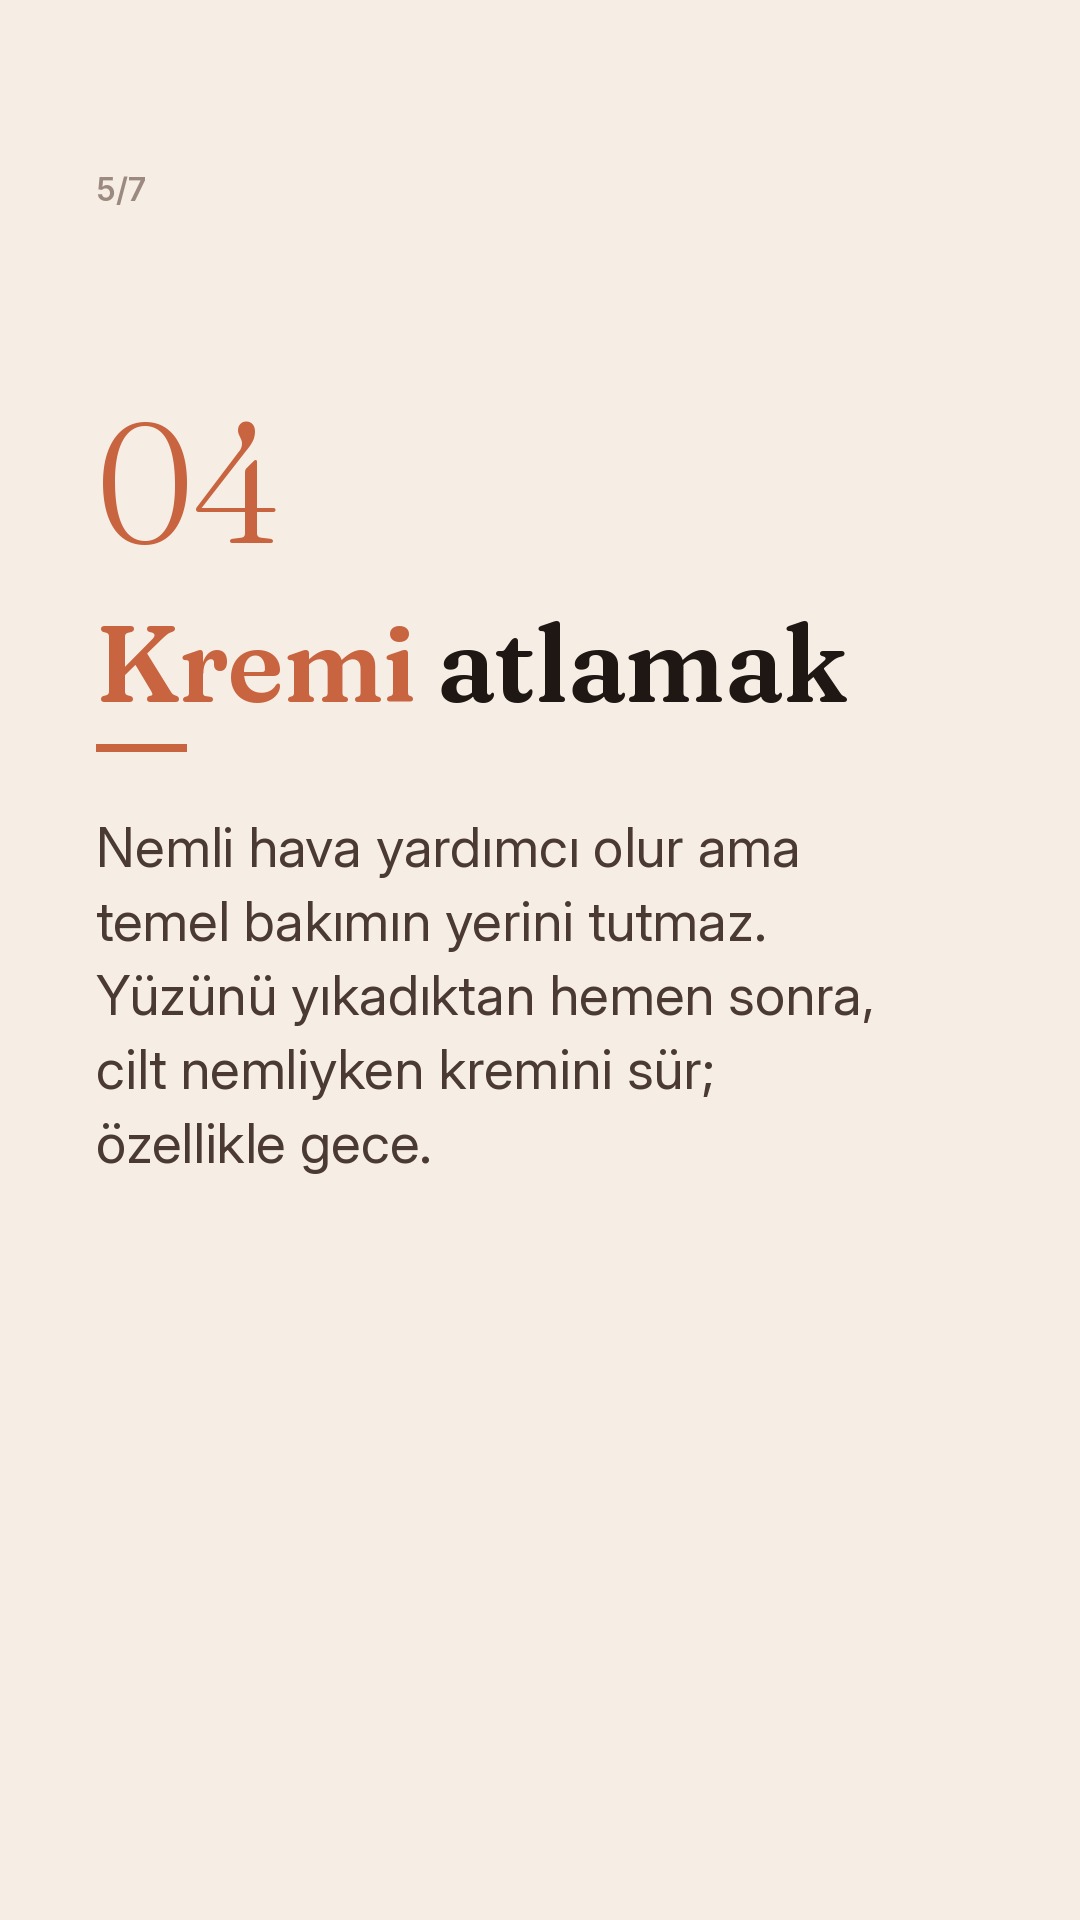 5/7
04
Kremi atlamak
Nemli hava yardımcı olur ama
temel bakımın yerini tutmaz.
Yüzünü yıkadıktan hemen sonra,
cilt nemliyken kremini sür;
özellikle gece.